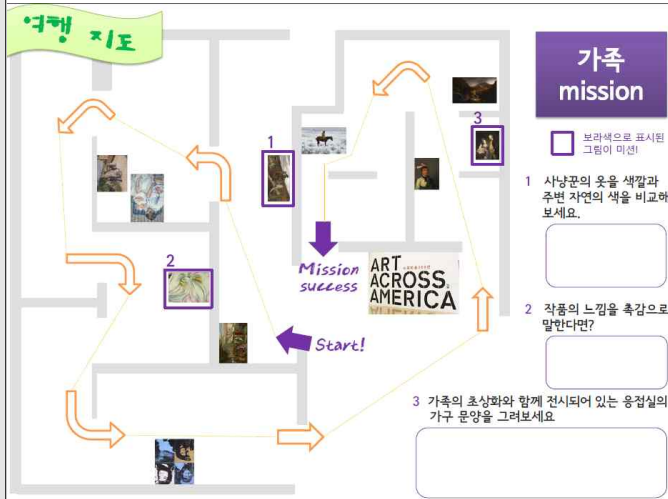 여행 지도
가족
mission
보라색으로 표시된
그림이 미션!
1 사냥꾼의 옷을 색깔과
주변 자연의 색을 비교해
보세요.
2 작품의 느낌을 촉감으로
말한다면?
3 가족의 초상화와 함께 전시되어 있는 응접실의
가구 문양을 그려보세요
1
2
3
Mission
success
ART
ACROSS
AMERICA
Start!